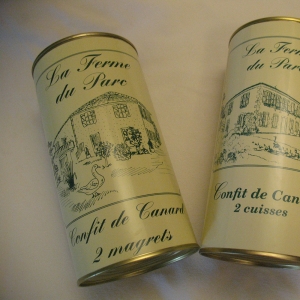 La Ferme
du Parc
Confit de Canard
2 magrets
La Ferme
du Parc
Confit de Can
2 cuisses